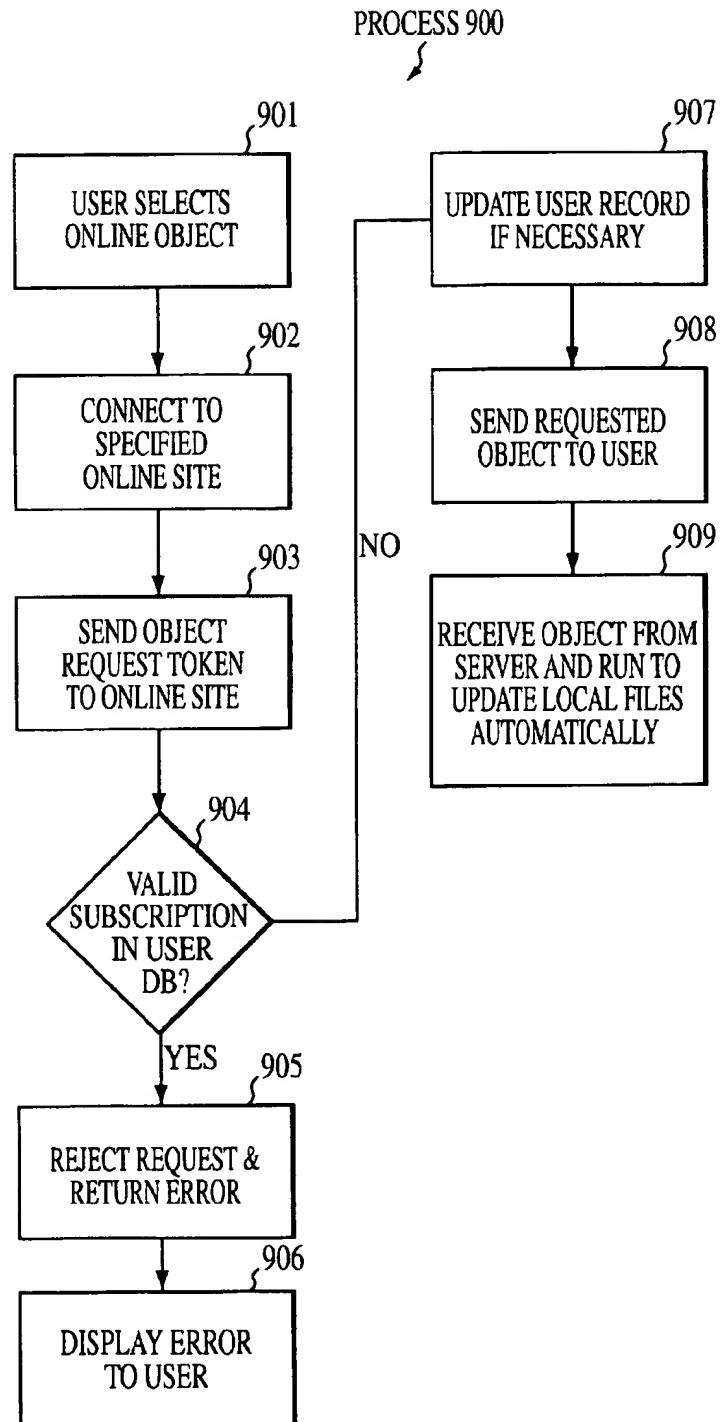 PROCESS 900
901
USER SELECTS
ONLINE OBJECT
902
CONNECT TO
SPECIFIED
ONLINE SITE
903
SEND OBJECT
REQUEST TOKEN
TO ONLINE SITE
904
VALID
SUBSCRIPTION
IN USER
DB?
YES
905
REJECT REQUEST &
RETURN ERROR
906
DISPLAY ERROR
TO USER
NO
907
UPDATE USER RECORD
IF NECESSARY
908
SEND REQUESTED
OBJECT TO USER
909
RECEIVE OBJECT FROM
SERVER AND RUN TO
UPDATE LOCAL FILES
AUTOMATICALLY